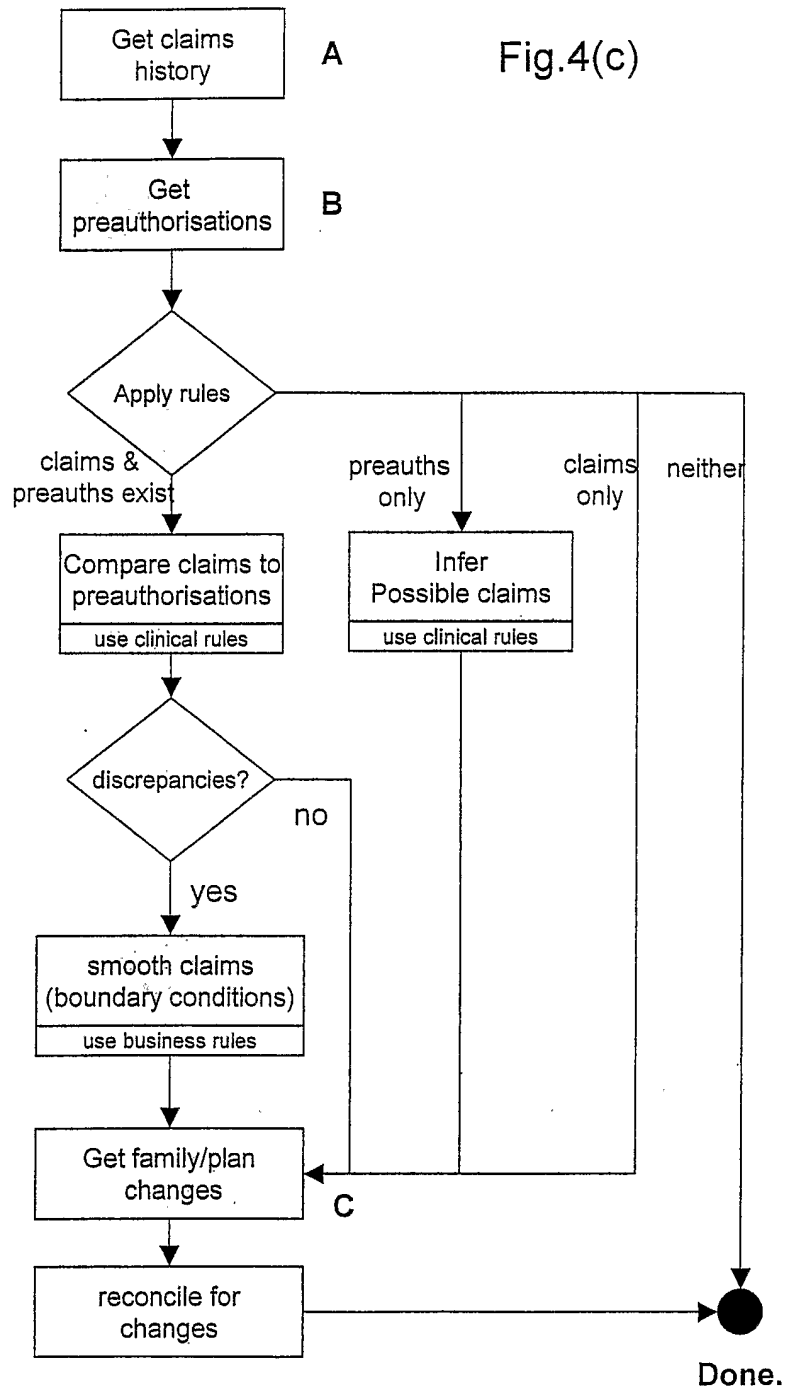 Get claims
history
A
Fig.4(c)
Get
preauthorisations
B
Apply rules
claims &
preauths exist
preauths
only
claims
only
neither
Compare claims to
preauthorisations
use clinical rules
Infer
Possible claims
use clinical rules
discrepancies?
no
yes
smooth claims
(boundary conditions)
use business rules
Get family/plan
changes
C
reconcile for
changes
Done.